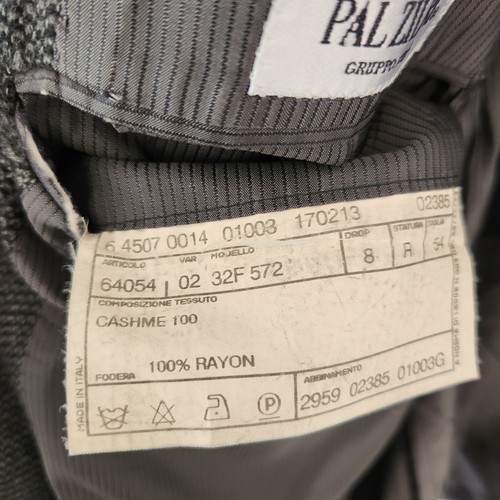 PAL ZIL
GRUPPO
6 4507 0014 01003 170213 02385
ARTICOLO VAR MODELLO DROP STATURA TAGLIA
64054 02 32F 572 8 R 54
COMPOSIZIONE TESSUTO
CASHME 100
FODERA 100% RAYON
MADE IN ITALY
ABBINAMENTO
2959 02385 01003G
P